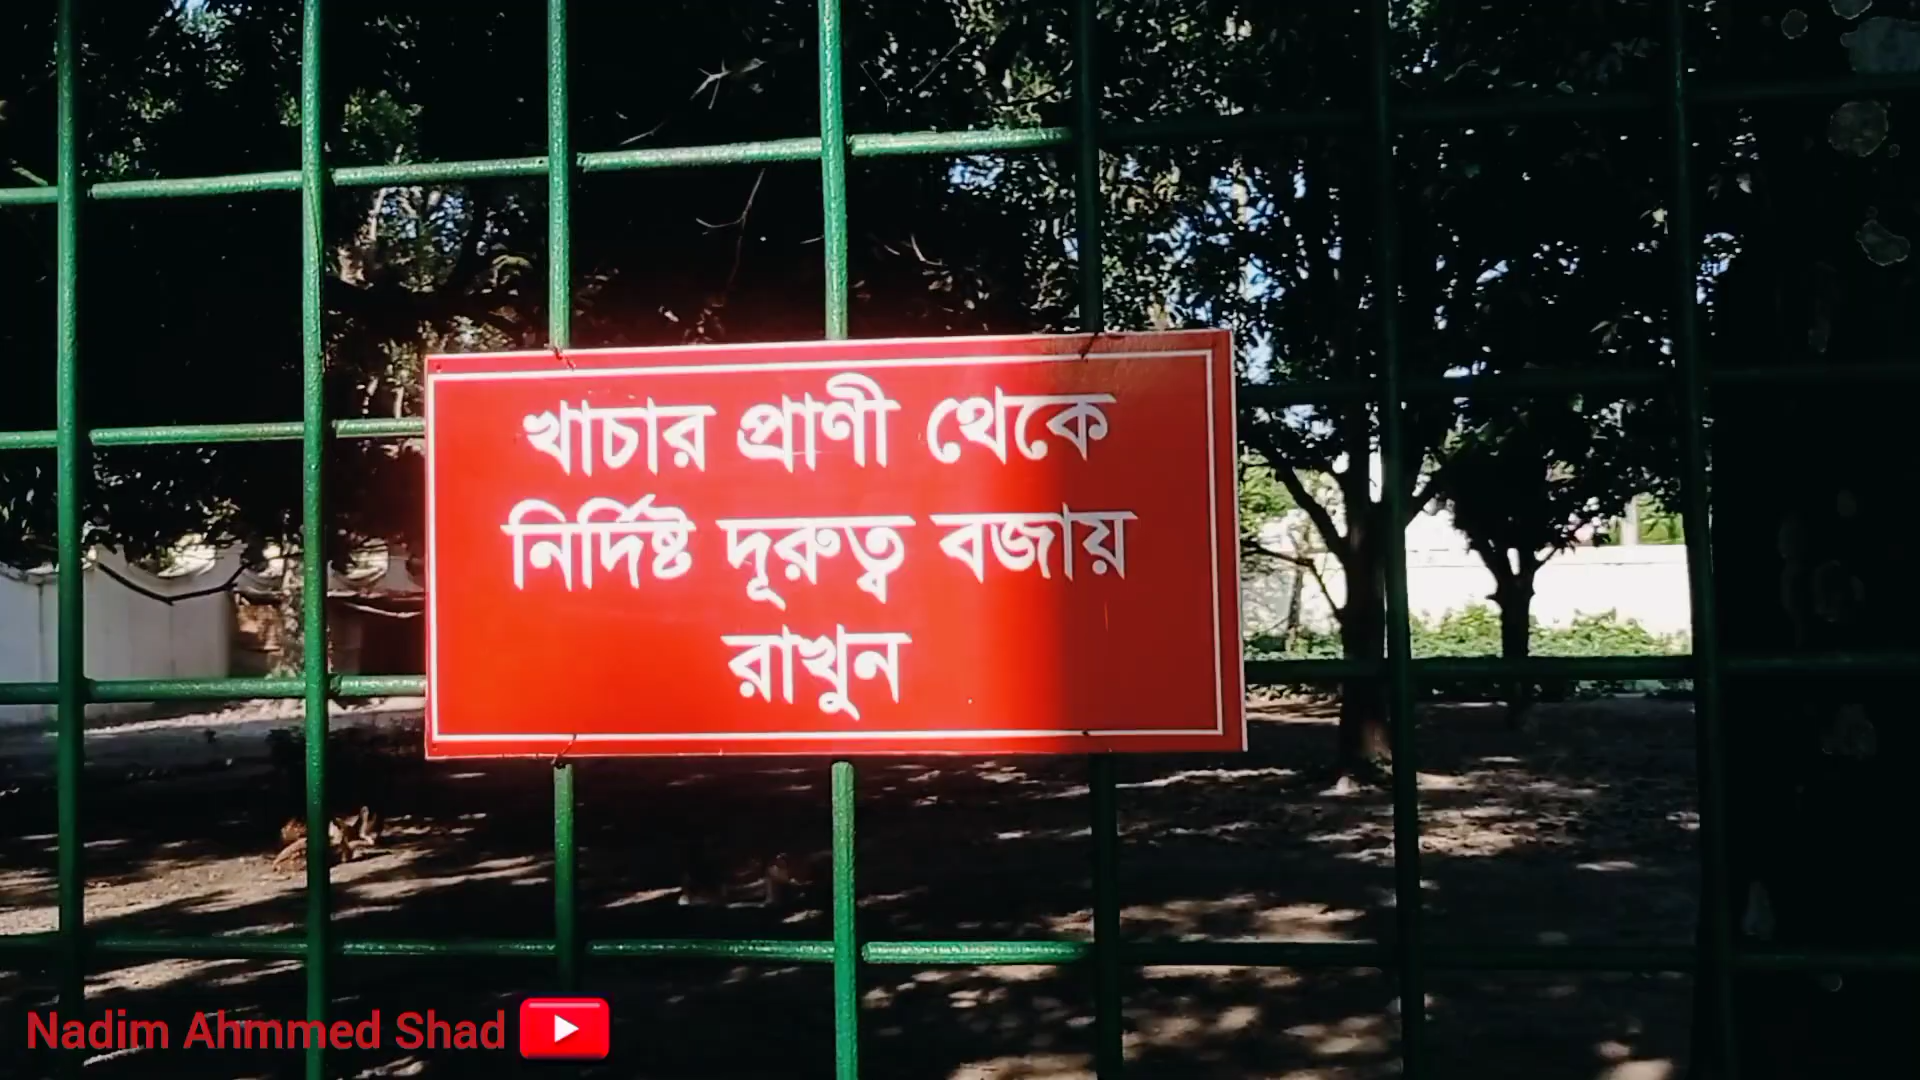 খাচার প্রাণী থেকে
নির্দিষ্ট দূরুত্ব বজায়
রাখুন
Nadim Ahmmed Shad